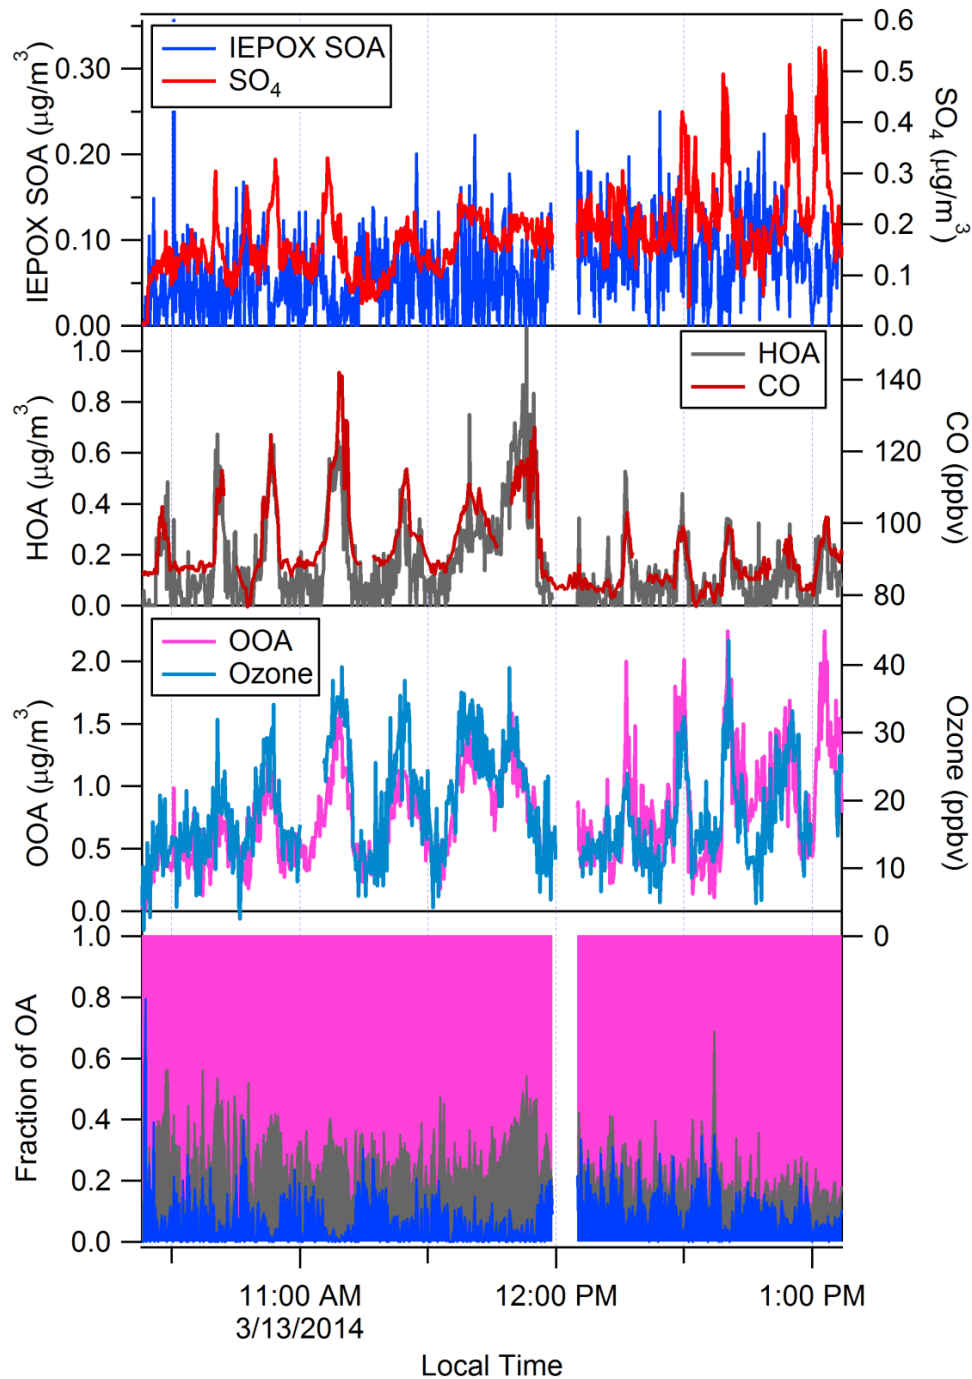 IEPOX SOA (μg/m³)
0.30
0.20
0.10
0.00
IEPOX SOA
SO₄
0.6
0.5
0.4
0.3
0.2
0.1
0.0
SO₄ (μg/m³)
HOA (μg/m³)
1.0
0.8
0.6
0.4
0.2
0.0
HOA
CO
140
120
100
80
CO (ppbv)
OOA (μg/m³)
2.0
1.5
1.0
0.5
0.0
OOA
Ozone
40
30
20
10
0
Ozone (ppbv)
Fraction of OA
1.0
0.8
0.6
0.4
0.2
0.0
11:00 AM
3/13/2014
12:00 PM
1:00 PM
Local Time